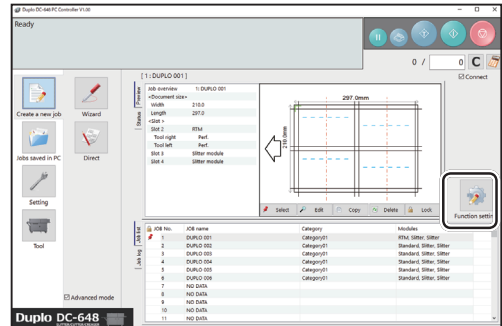 Duplo DC-648 PC Controller V1.00
Ready
0 / 0 C
Connect
[ 1 : DUPLO 001 ]
Preview
Status
Job overview 1: DUPLO 001
<Document size>
Width 210.0
Length 297.0
<Slot >
Slot 2 RTM
Tool right Perf.
Tool left Perf.
Slot 3 Slitter module
Slot 4 Slitter module
297.0mm
210.0mm
Create a new job
Wizard
Jobs saved in PC
Direct
Setting
Tool
Select
Edit
Copy
Delete
Lock
Function settin
Job list
Job log
JOB No. JOB name Category Modules
1 DUPLO 001 Category01 RTM, Slitter, Slitter
2 DUPLO 002 Category01 Standard, Slitter, Slitter
3 DUPLO 003 Category01 Standard, Slitter, Slitter
4 DUPLO 004 Category01 Standard, Slitter, Slitter
5 DUPLO 005 Category01 Standard, Slitter, Slitter
6 DUPLO 006 Category01 Standard, Slitter, Slitter
7 NO DATA
8 NO DATA
9 NO DATA
10 NO DATA
11 NO DATA
Advanced mode
Duplo DC-648
SLITTER/CUTTER/CREASER